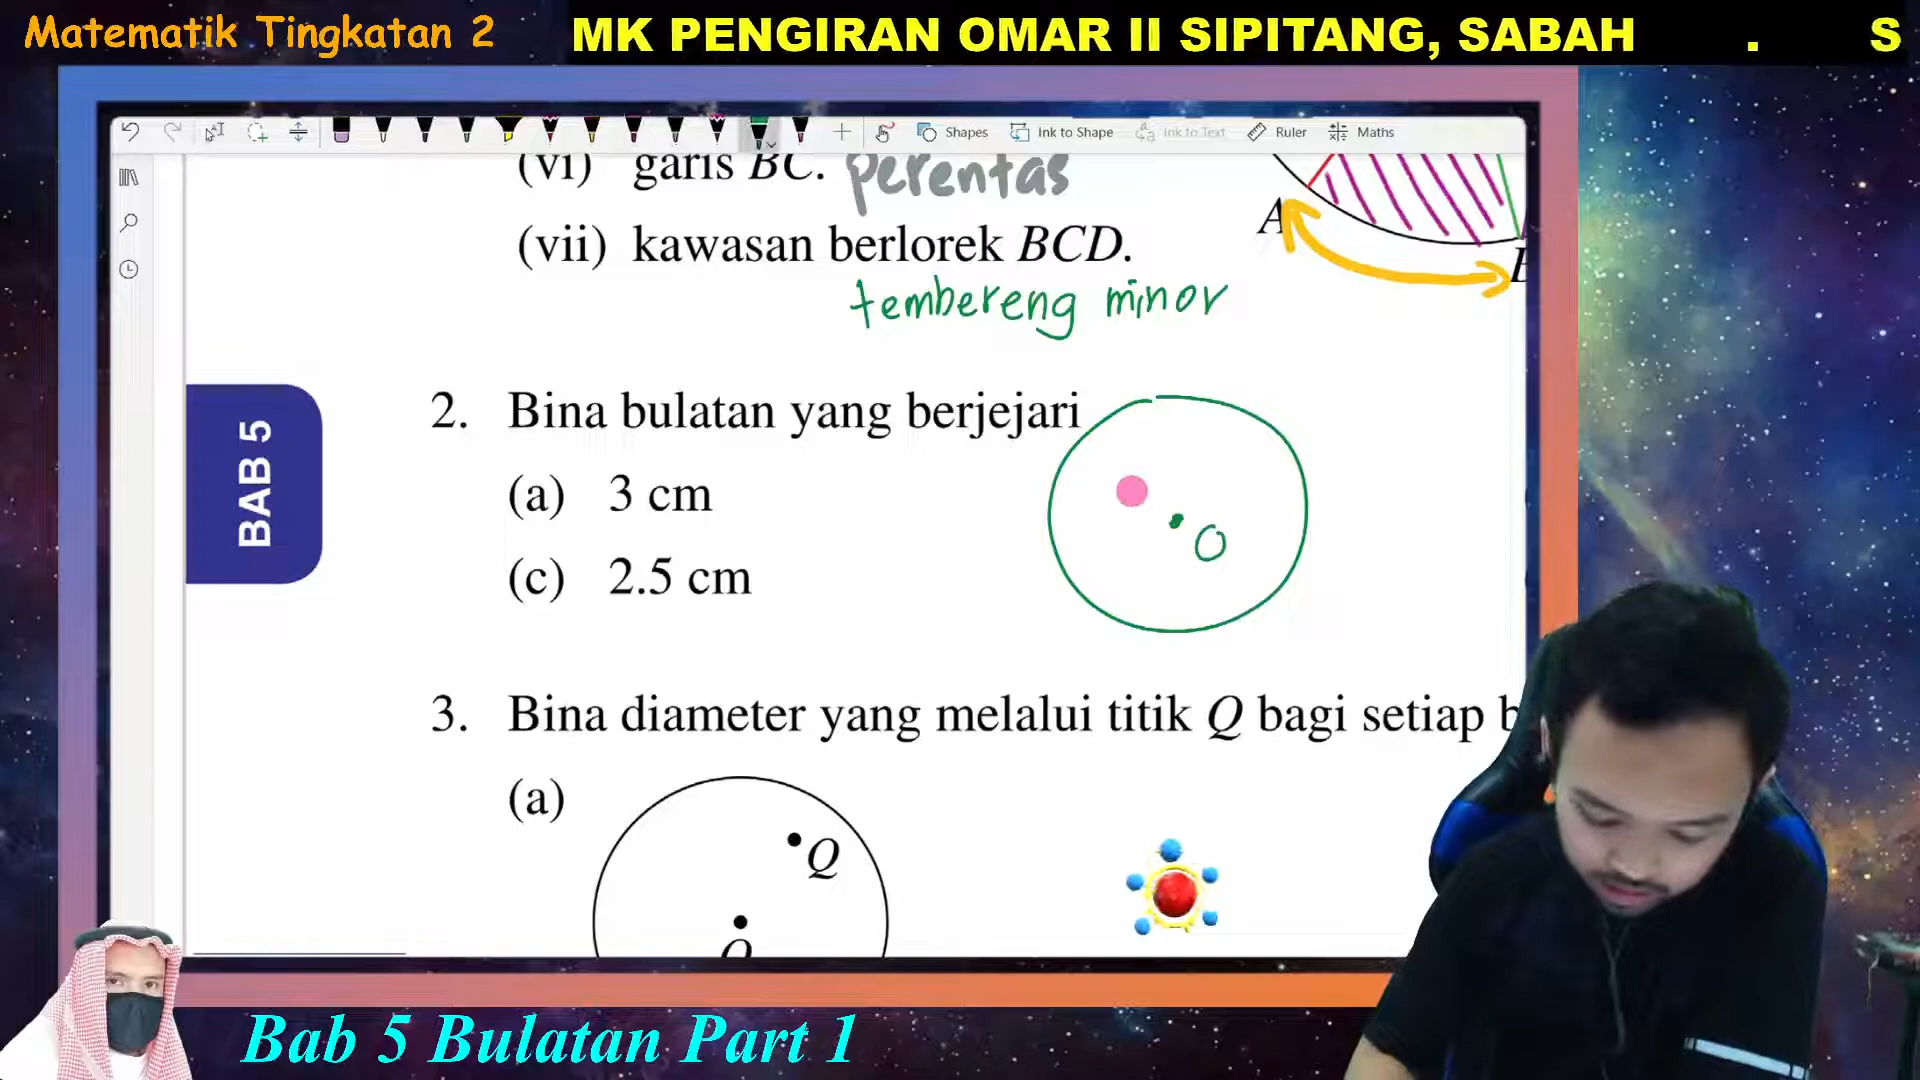 Matematik Tingkatan 2
MK PENGIRAN OMAR II SIPITANG, SABAH . S
Shapes
Ink to Shape
Ink to Text
Ruler
Maths
(vi) garis BC. perentas
(vii) kawasan berlorek BCD.
tembereng minor
A
B
BAB 5
2. Bina bulatan yang berjejari
(a) 3 cm
(c) 2.5 cm
O
3. Bina diameter yang melalui titik Q bagi setiap b
(a)
Q
O
Bab 5 Bulatan Part 1